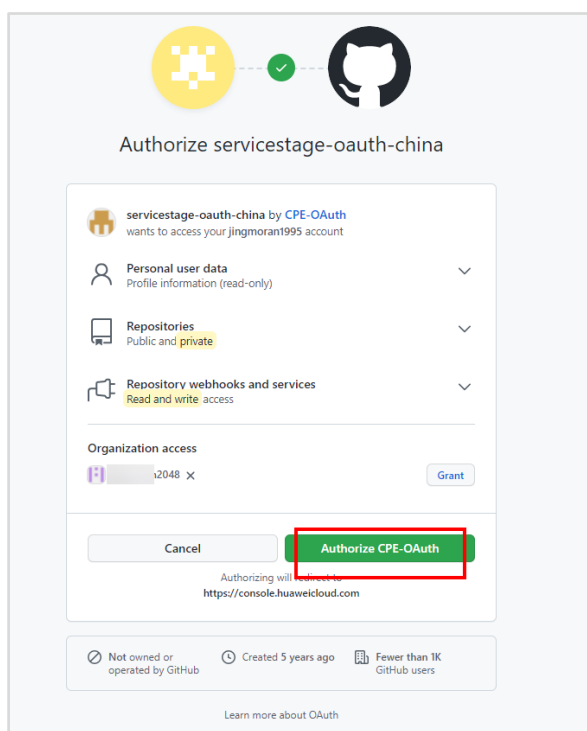 Authorize servicestage-oauth-china
servicestage-oauth-china by CPE-OAuth
wants to access your jingmoran1995 account
Personal user data
Profile information (read-only)
Repositories
Public and private
Repository webhooks and services
Read and write access
Organization access
2048
Grant
Cancel
Authorize CPE-OAuth
Authorizing will redirect to
https://console.huaweicloud.com
Not owned or
operated by GitHub
Created 5 years ago
Fewer than 1K
GitHub users
Learn more about OAuth